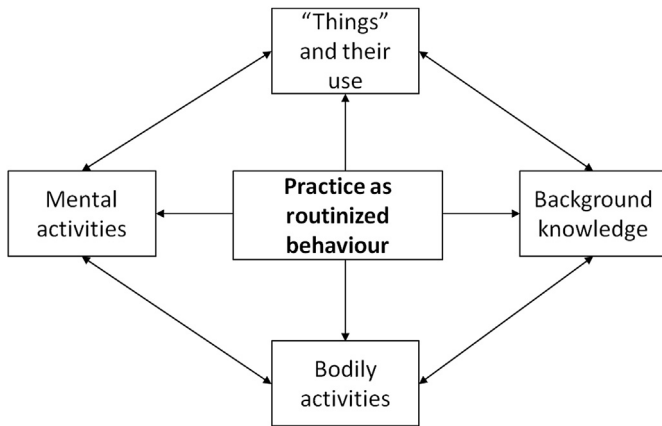 “Things”
and their
use
Mental
activities
Practice as
routinized
behaviour
Background
knowledge
Bodily
activities